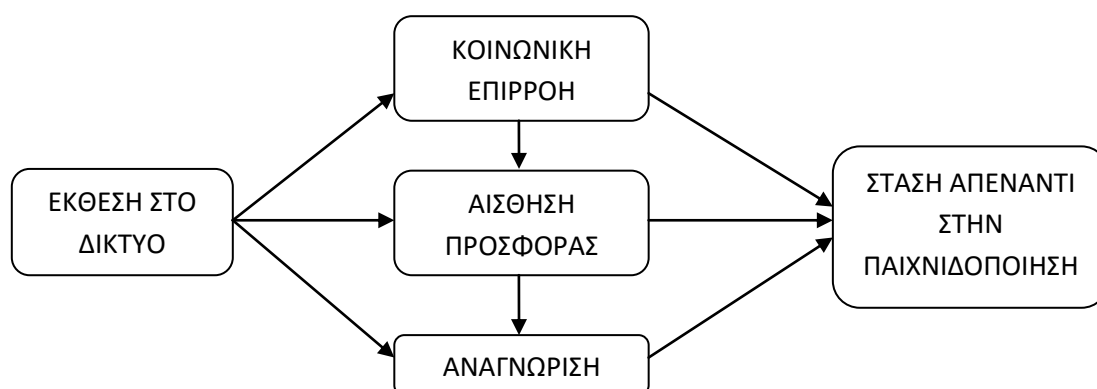 ΚΟΙΝΩΝΙΚΗ
ΕΠΙΡΡΟΗ
ΕΚΘΕΣΗ ΣΤΟ
ΔΙΚΤΥΟ
ΑΙΣΘΗΣΗ
ΠΡΟΣΦΟΡΑΣ
ΣΤΑΣΗ ΑΠΕΝΑΝΤΙ
ΣΤΗΝ
ΠΑΙΧΝΙΔΟΠΟΙΗΣΗ
ΑΝΑΓΝΩΡΙΣΗ